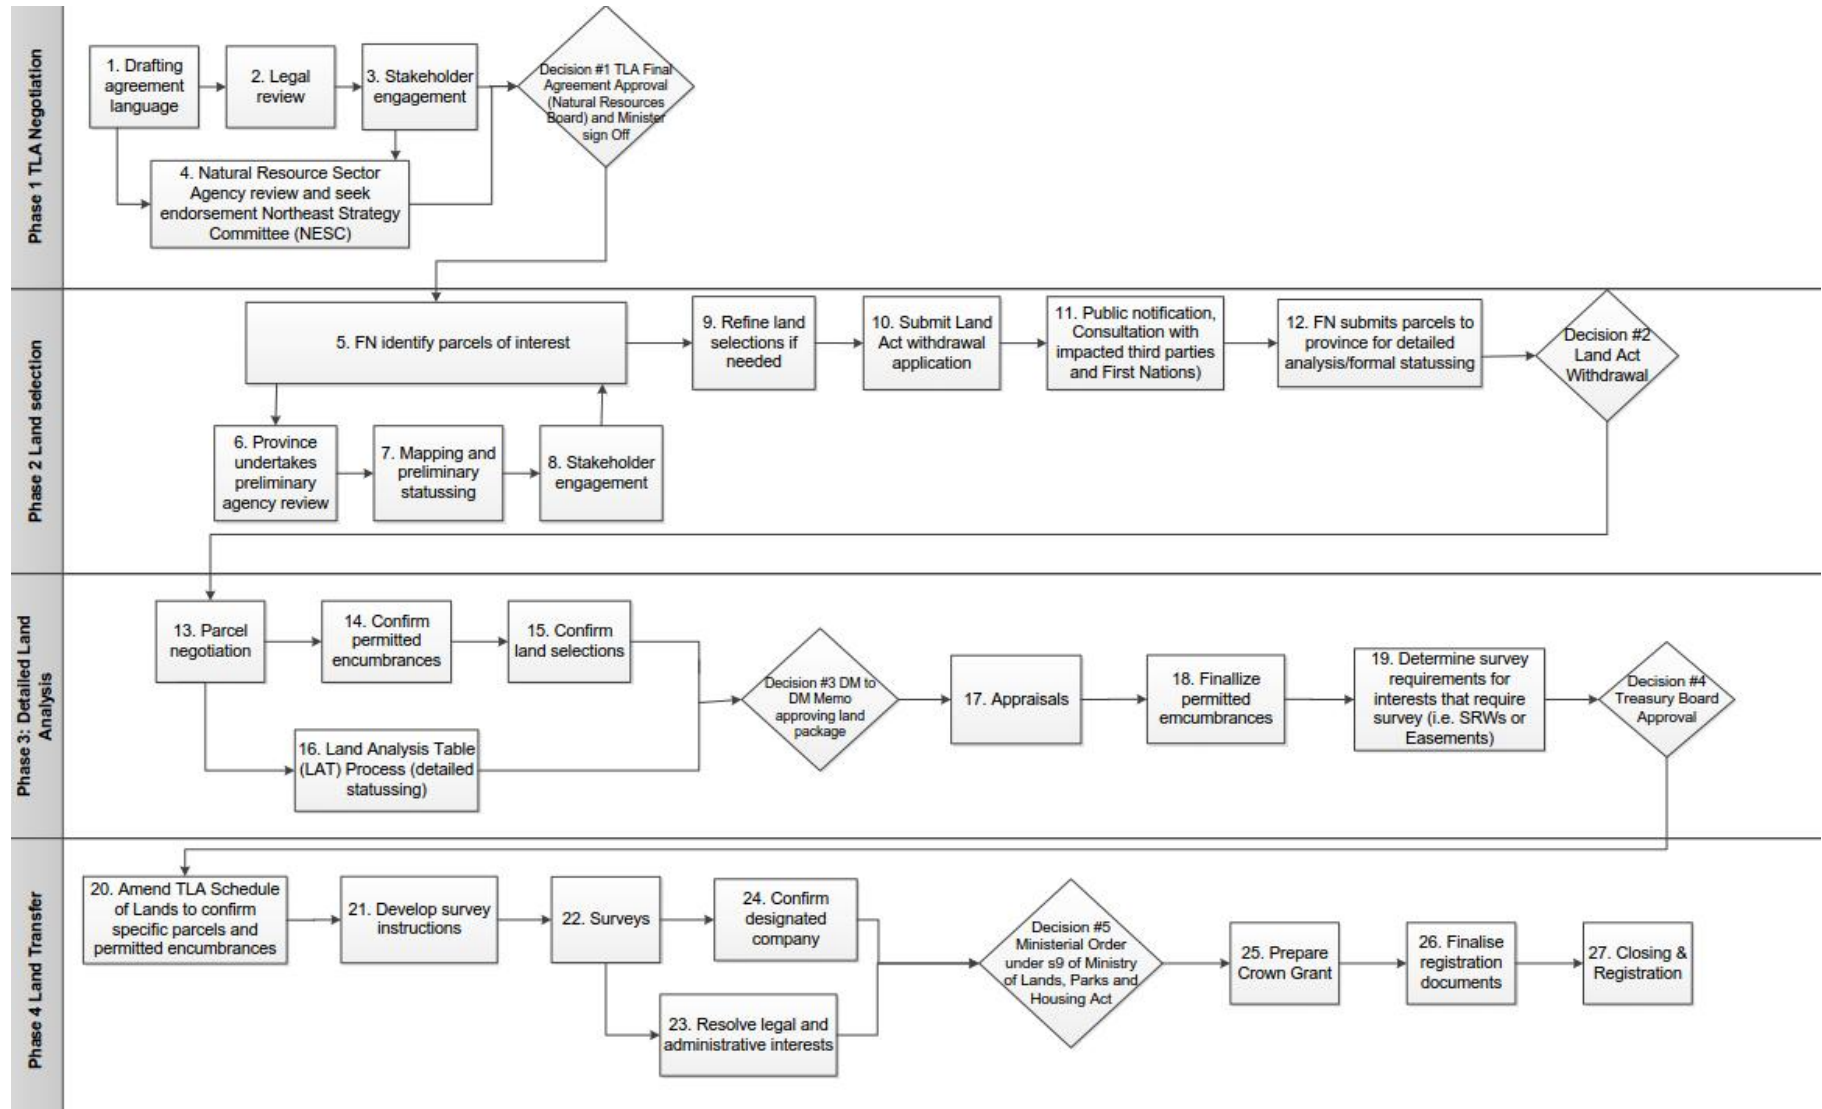 Phase 1 TLA Negotiation
1. Drafting
agreement
language
2. Legal
review
3. Stakeholder
engagement
Decision #1 TLA Final
Agreement Approval
(Natural Resources
Board) and Minister
sign Off
4. Natural Resource Sector
Agency review and seek
endorsement Northeast Strategy
Committee (NESC)
Phase 2 Land selection
5. FN identify parcels of interest
6. Province
undertakes
preliminary
agency review
7. Mapping and
preliminary
statussing
8. Stakeholder
engagement
9. Refine land
selections if
needed
10. Submit Land
Act withdrawal
application
11. Public notification,
Consultation with
impacted third parties
and First Nations)
12. FN submits parcels to
province for detailed
analysis/formal statussing
Decision #2
Land Act
Withdrawal
Phase 3: Detailed Land
Analysis
13. Parcel
negotiation
14. Confirm
permitted
encumbrances
15. Confirm
land selections
16. Land Analysis Table
(LAT) Process (detailed
statussing)
Decision #3 DM to
DM Memo
approving land
package
17. Appraisals
18. Finallize
permitted
emcumbrances
19. Determine survey
requirements for
interests that require
survey (i.e. SRWs or
Easements)
Decision #4
Treasury Board
Approval
Phase 4 Land Transfer
20. Amend TLA Schedule
of Lands to confirm
specific parcels and
permitted encumbrances
21. Develop survey
instructions
22. Surveys
24. Confirm
designated
company
23. Resolve legal and
administrative interests
Decision #5
Ministerial Order
under s9 of Ministry
of Lands, Parks and
Housing Act
25. Prepare
Crown Grant
26. Finalise
registration
documents
27. Closing &
Registration